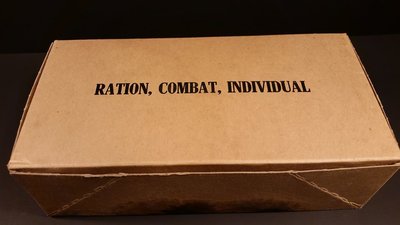 RATION, COMBAT, INDIVIDUAL